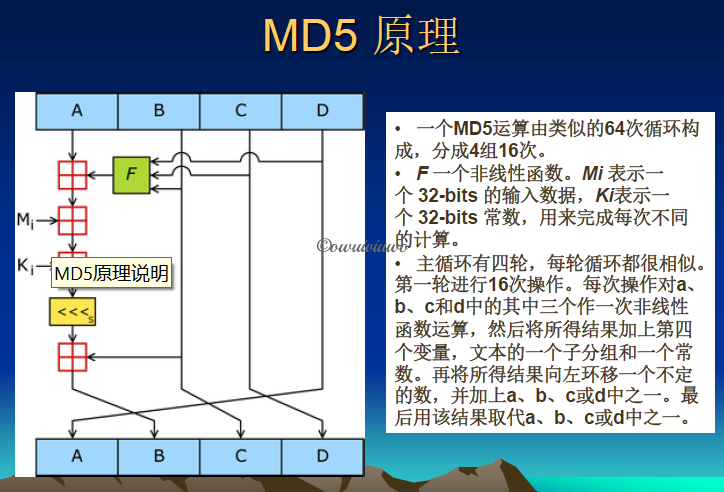 MD5 原理
A B C D
F
Mi
Ki
MD5原理说明
<<<s
A B C D
• 一个MD5运算由类似的64次循环构
成，分成4组16次。
• F 一个非线性函数。Mi 表示一
个 32-bits 的输入数据，Ki表示一
个 32-bits 常数，用来完成每次不同
的计算。
©owuiviuwo
• 主循环有四轮，每轮循环都很相似。
第一轮进行16次操作。每次操作对a、
b、c和d中的其中三个作一次非线性
函数运算，然后将所得结果加上第四
个变量，文本的一个子分组和一个常
数。再将所得结果向左环移一个不定
的数，并加上a、b、c或d中之一。最
后用该结果取代a、b、c或d中之一。